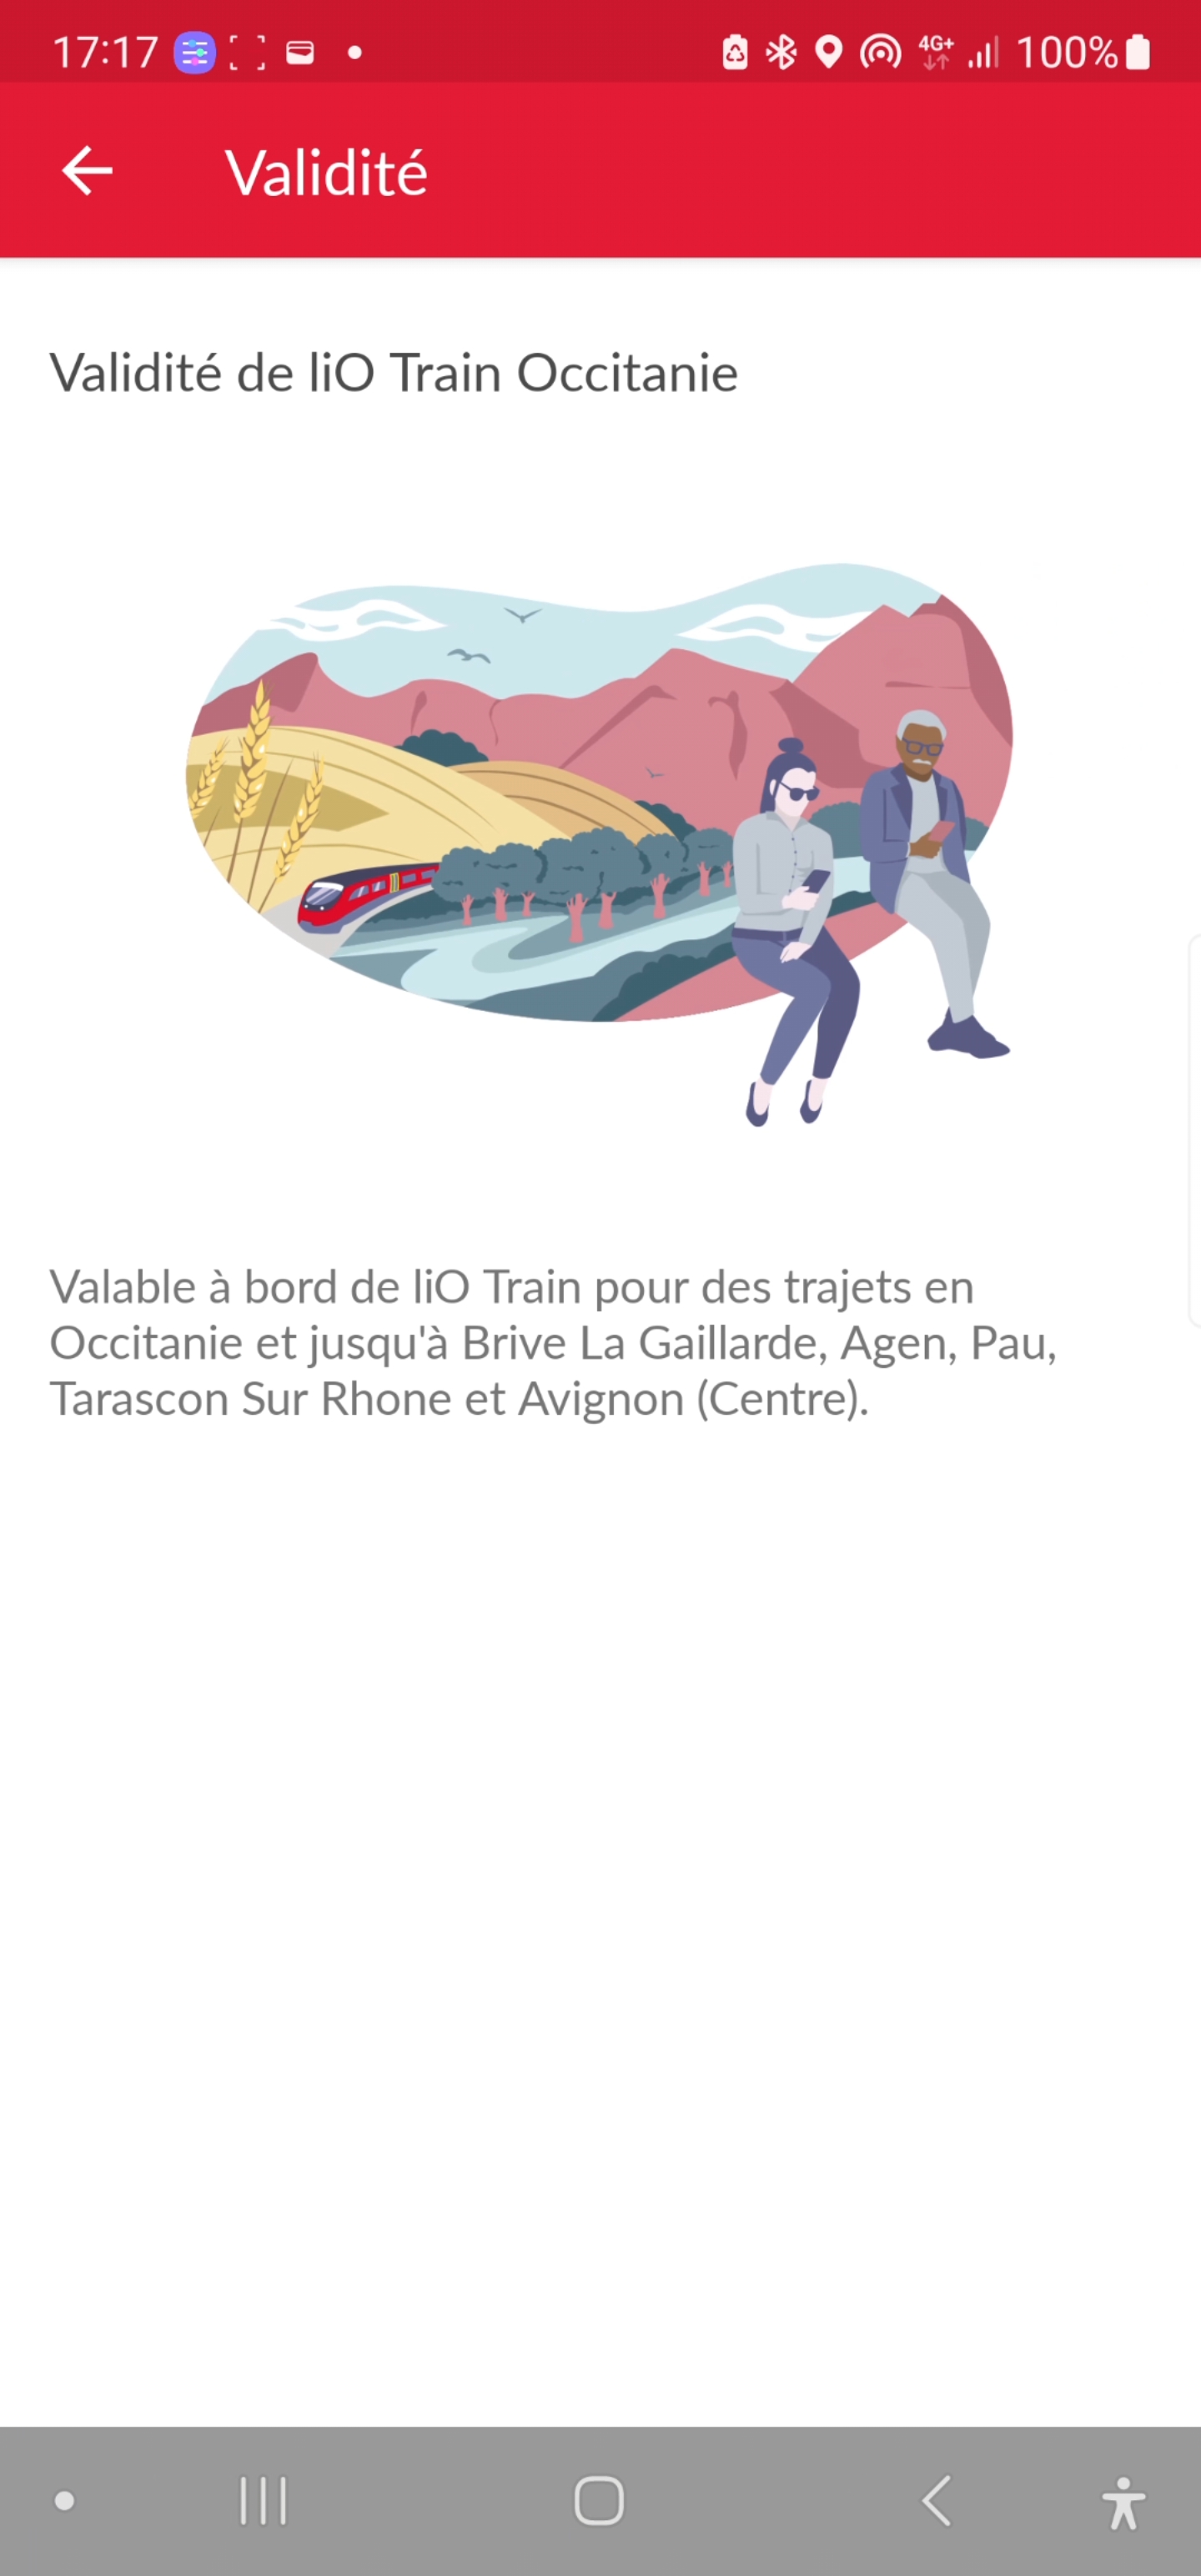 17:17
4G+
100%
Validité
Validité de liO Train Occitanie
Valable à bord de liO Train pour des trajets en
Occitanie et jusqu'à Brive La Gaillarde, Agen, Pau,
Tarascon Sur Rhone et Avignon (Centre).